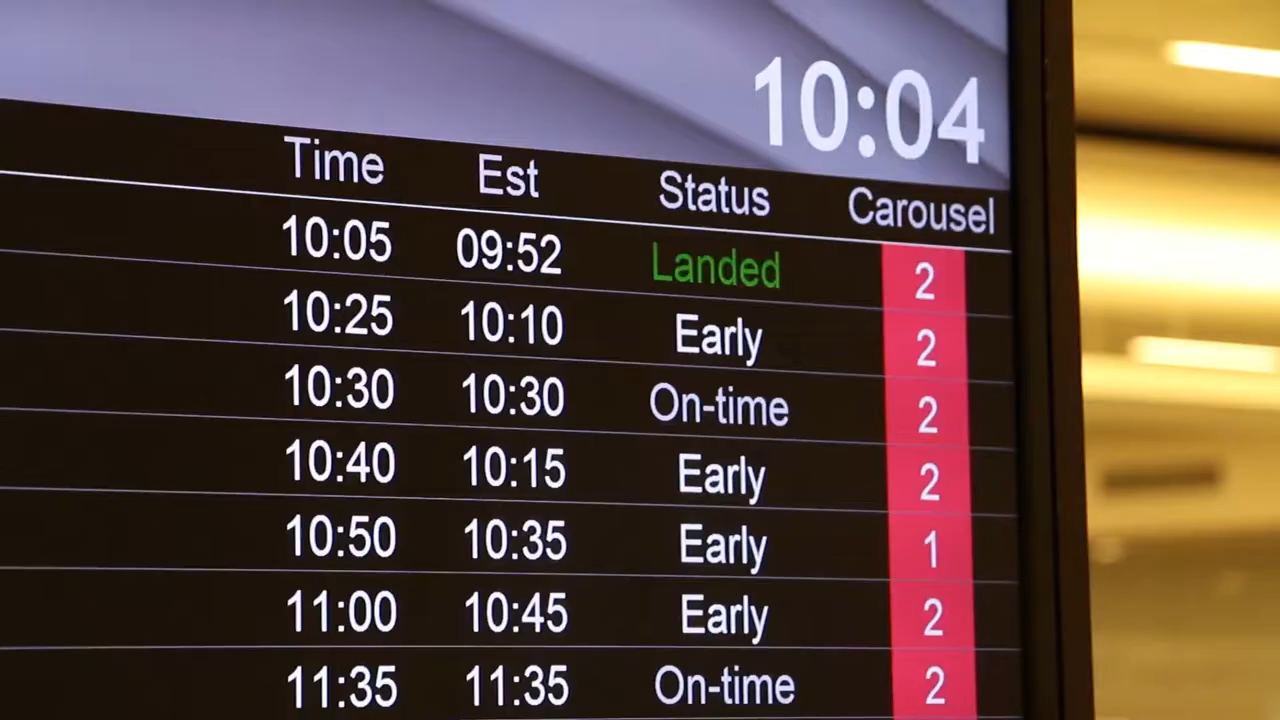 10:04
Time Est Status Carousel
10:05 09:52 Landed 2
10:25 10:10 Early 2
10:30 10:30 On-time 2
10:40 10:15 Early 2
10:50 10:35 Early 1
11:00 10:45 Early 2
11:35 11:35 On-time 2